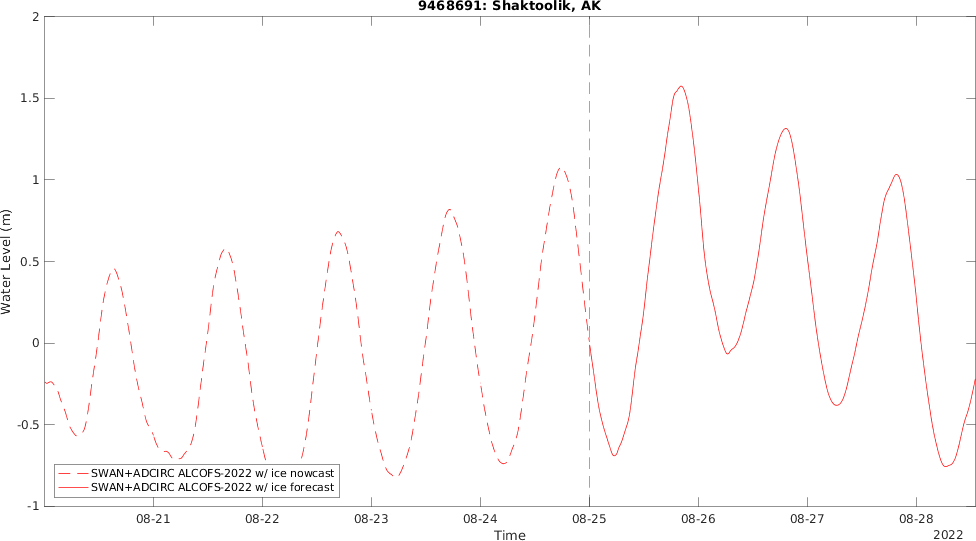 9468691: Shaktoolik, AK
Water Level (m)
2
1.5
1
0.5
0
-0.5
-1
SWAN+ADCIRC ALCOFS-2022 w/ ice nowcast
SWAN+ADCIRC ALCOFS-2022 w/ ice forecast
08-21 08-22 08-23 08-24 08-25 08-26 08-27 08-28
Time
2022